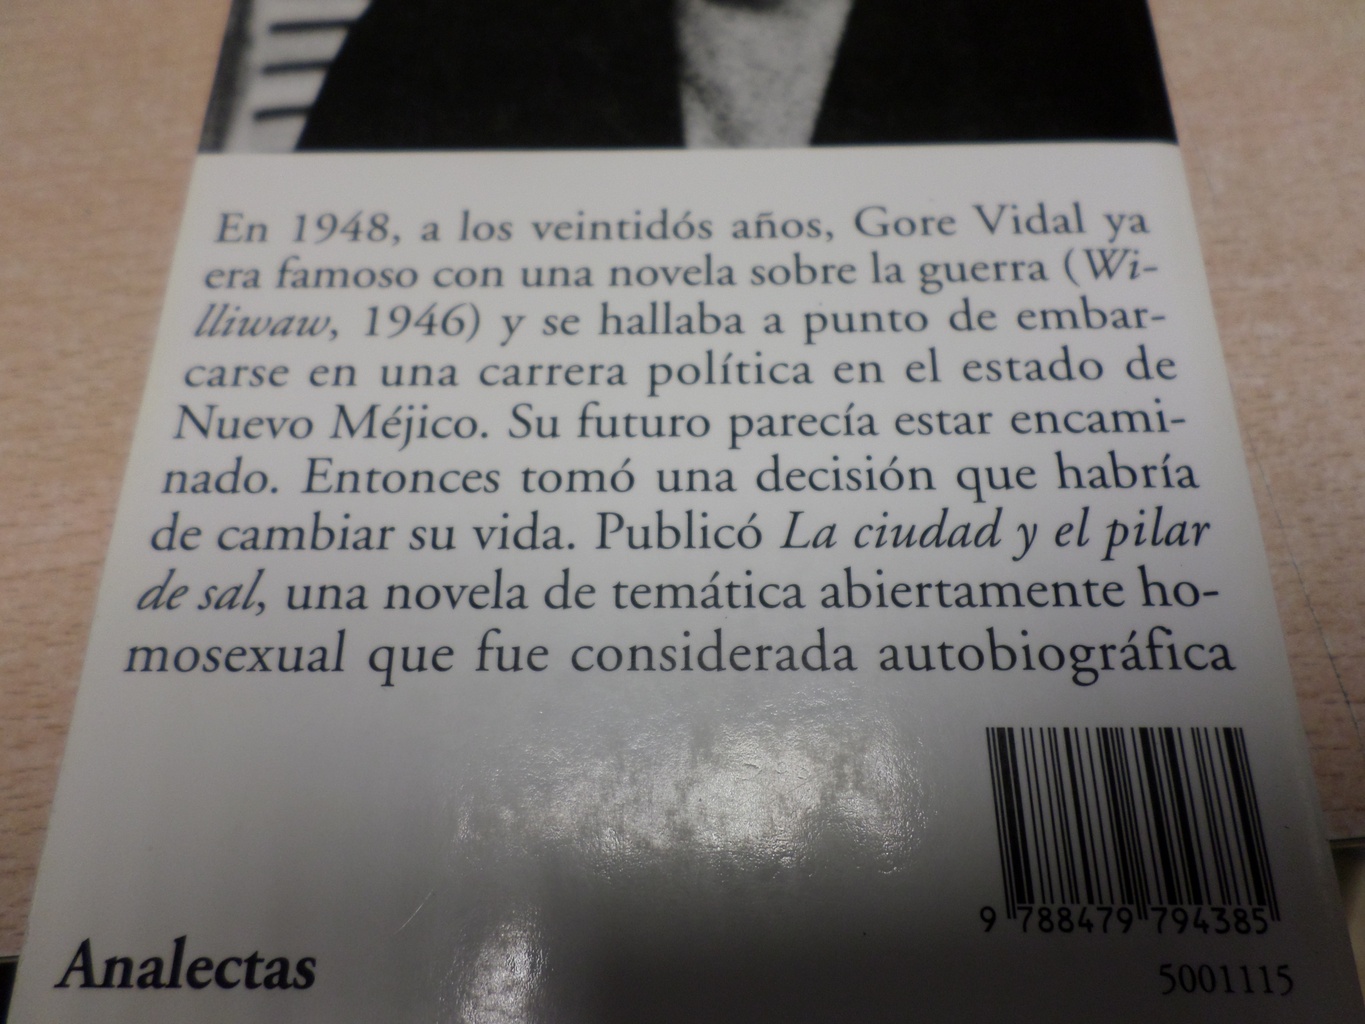 En 1948, a los veintidós años, Gore Vidal ya
era famoso con una novela sobre la guerra (Wi-
lliwaw, 1946) y se hallaba a punto de embar-
carse en una carrera política en el estado de
Nuevo Méjico. Su futuro parecía estar encami-
nado. Entonces tomó una decisión que habría
de cambiar su vida. Publicó La ciudad y el pilar
de sal, una novela de temática abiertamente ho-
mosexual que fue considerada autobiográfica
9 788479 794385
Analectas
5001115